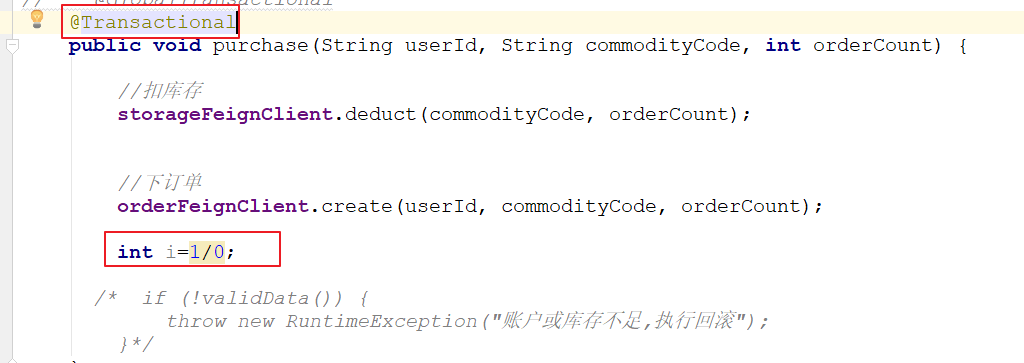 //    @GlobalTransactional
@Transactional
public void purchase(String userId, String commodityCode, int orderCount) {
//扣库存
storageFeignClient.deduct(commodityCode, orderCount);
//下订单
orderFeignClient.create(userId, commodityCode, orderCount);
int i=1/0;
/*  if (!validData()) {
throw new RuntimeException("账户或库存不足,执行回滚");
}*/